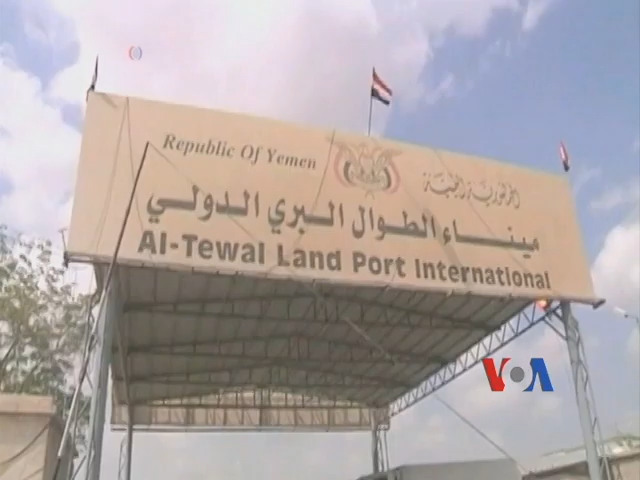 Republic Of Yemen
الجمهورية اليمنية
ميناء الطوال البري الدولي
Al-Tewal Land Port International
VOA